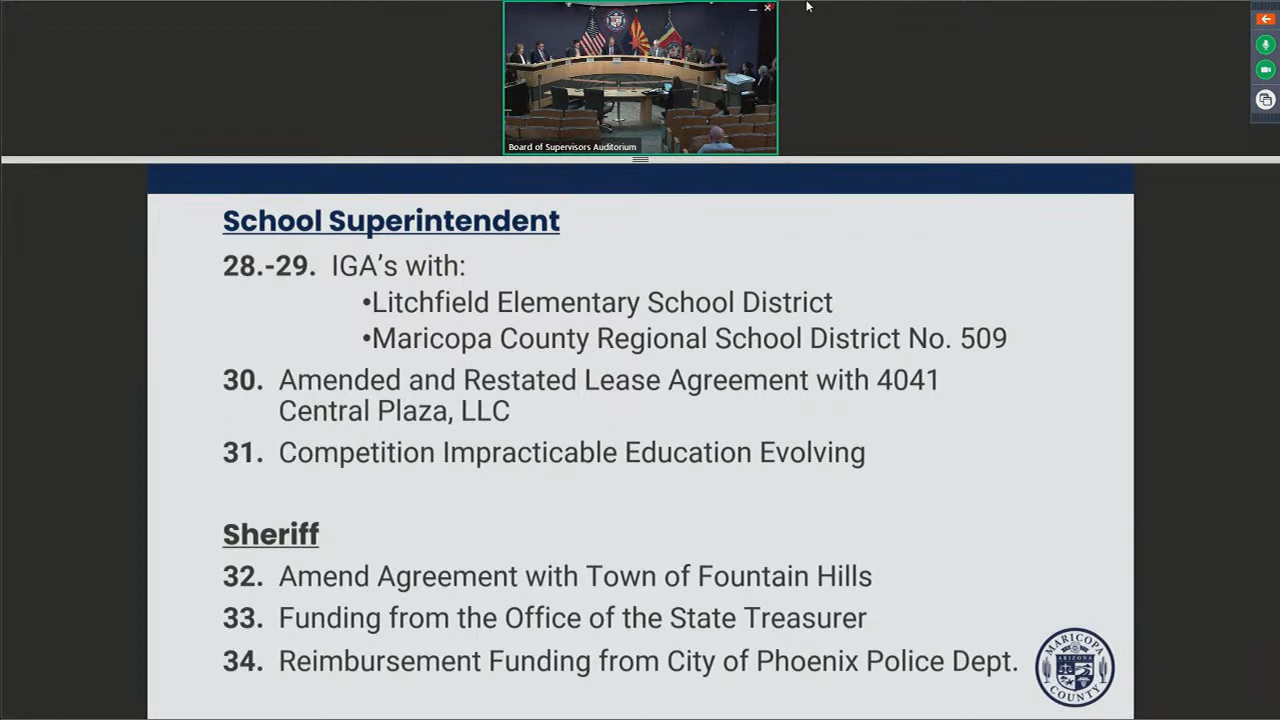 Board of Supervisors Auditorium
School Superintendent
28.-29. IGA's with:
•Litchfield Elementary School District
•Maricopa County Regional School District No. 509
30. Amended and Restated Lease Agreement with 4041
Central Plaza, LLC
31. Competition Impracticable Education Evolving
Sheriff
32. Amend Agreement with Town of Fountain Hills
33. Funding from the Office of the State Treasurer
34. Reimbursement Funding from City of Phoenix Police Dept.
MARICOPA
ARIZONA
COUNTY